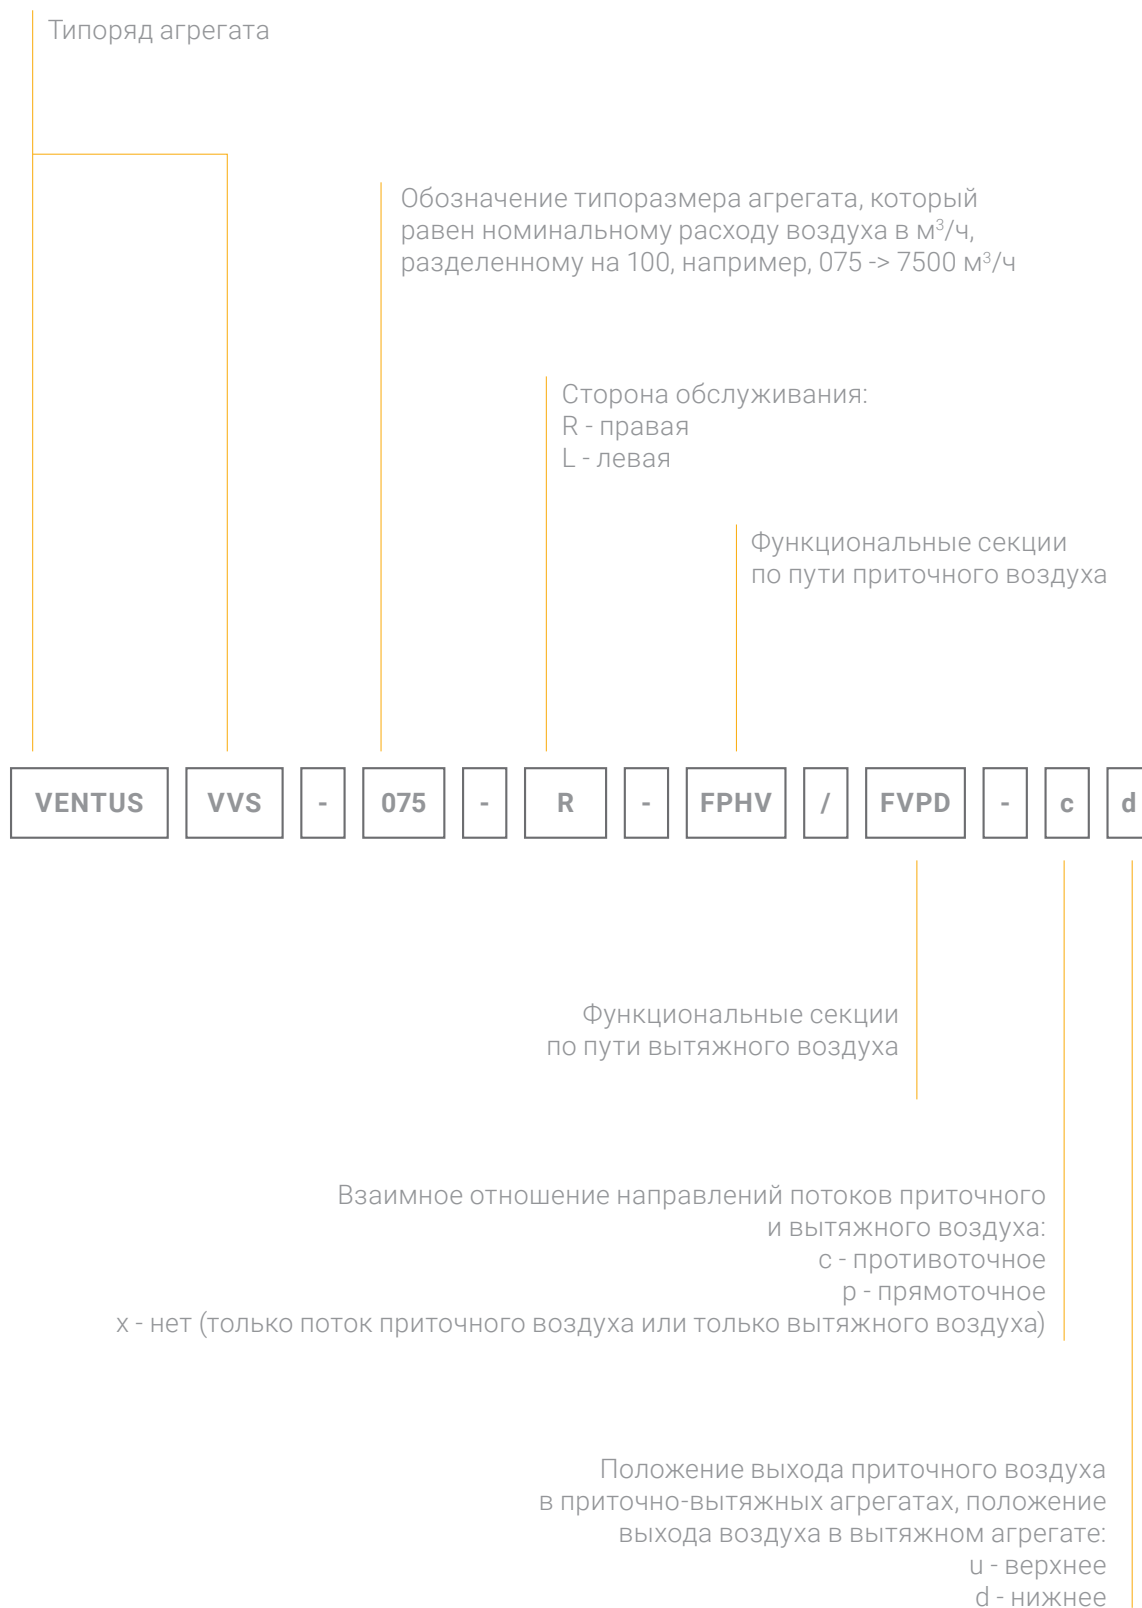 Типоряд агрегата
Обозначение типоразмера агрегата, который
равен номинальному расходу воздуха в м³/ч,
разделенному на 100, например, 075 -> 7500 м³/ч
Сторона обслуживания:
R - правая
L - левая
Функциональные секции
по пути приточного воздуха
VENTUS VVS - 075 - R - FPHV / FVPD - c d
Функциональные секции
по пути вытяжного воздуха
Взаимное отношение направлений потоков приточного
и вытяжного воздуха:
c - противоточное
p - прямоточное
x - нет (только поток приточного воздуха или только вытяжного воздуха)
Положение выхода приточного воздуха
в приточно-вытяжных агрегатах, положение
выхода воздуха в вытяжном агрегате:
u - верхнее
d - нижнее